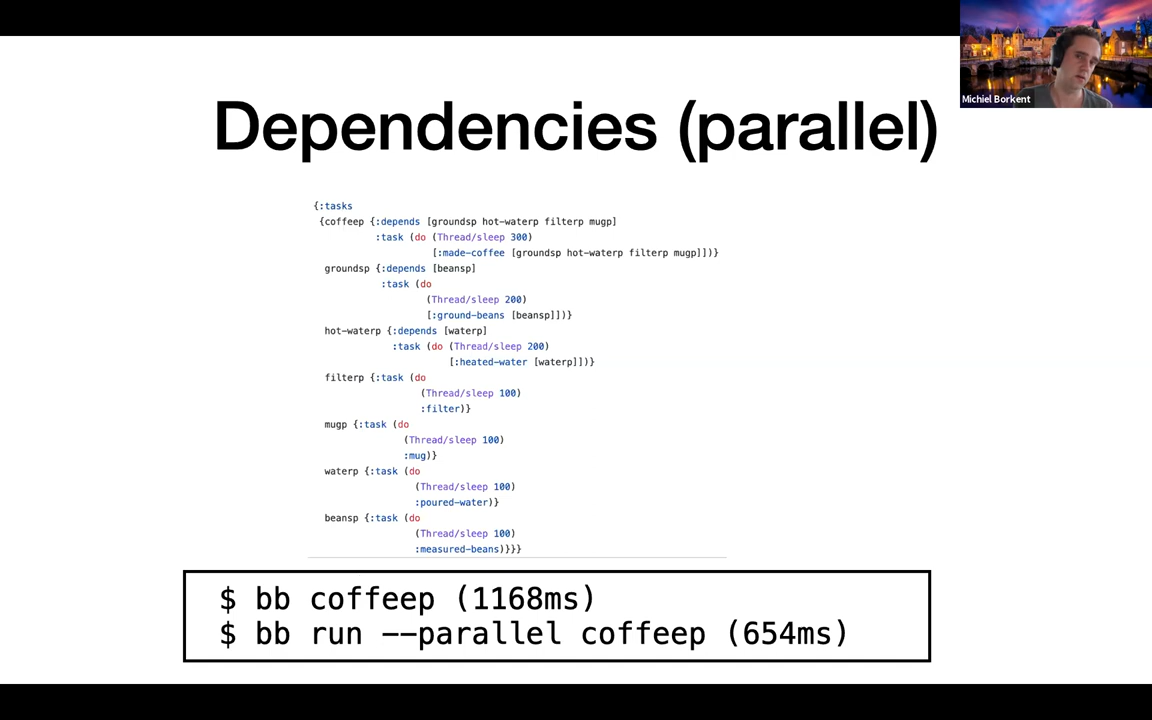 Michiel Borkent
Dependencies (parallel)
{:tasks
 {coffeep {:depends [groundsp hot-waterp filterp mugp]
           :task (do (Thread/sleep 300)
                     [:made-coffee [groundsp hot-waterp filterp mugp]])}
  groundsp {:depends [beansp]
            :task (do
                    (Thread/sleep 200)
                    [:ground-beans [beansp]])}
  hot-waterp {:depends [waterp]
              :task (do (Thread/sleep 200)
                        [:heated-water [waterp]])}
  filterp {:task (do
                   (Thread/sleep 100)
                   :filter)}
  mugp {:task (do
                (Thread/sleep 100)
                :mug)}
  waterp {:task (do
                  (Thread/sleep 100)
                  :poured-water)}
  beansp {:task (do
                  (Thread/sleep 100)
                  :measured-beans)}}}
$ bb coffeep (1168ms)
$ bb run --parallel coffeep (654ms)